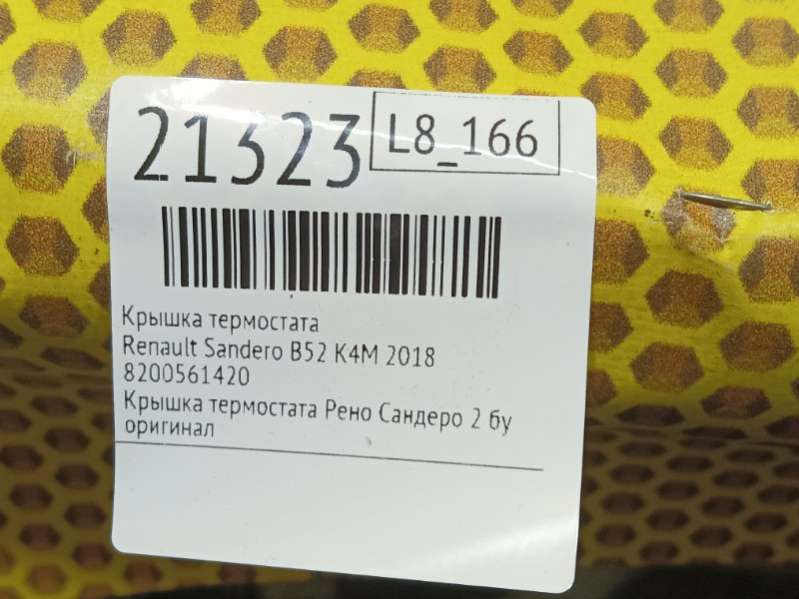 21323
L8_166
Крышка термостата
Renault Sandero B52 K4M 2018
8200561420
Крышка термостата Рено Сандеро 2 бу
оригинал